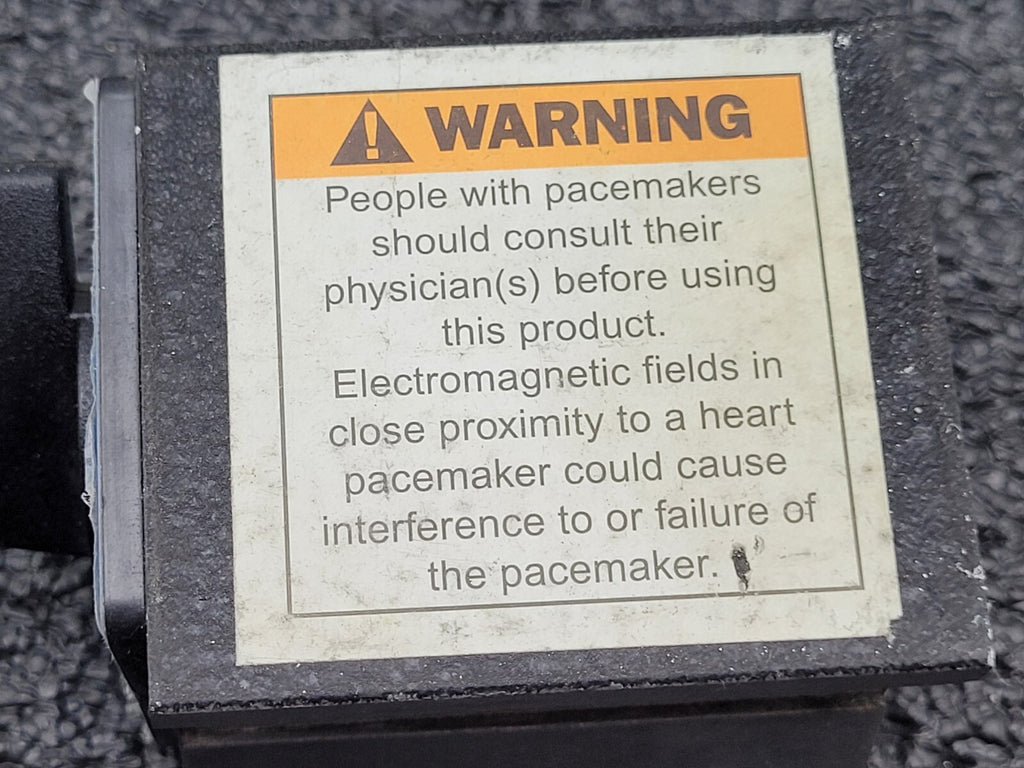 WARNING
People with pacemakers
should consult their
physician(s) before using
this product.
Electromagnetic fields in
close proximity to a heart
pacemaker could cause
interference to or failure of
the pacemaker.